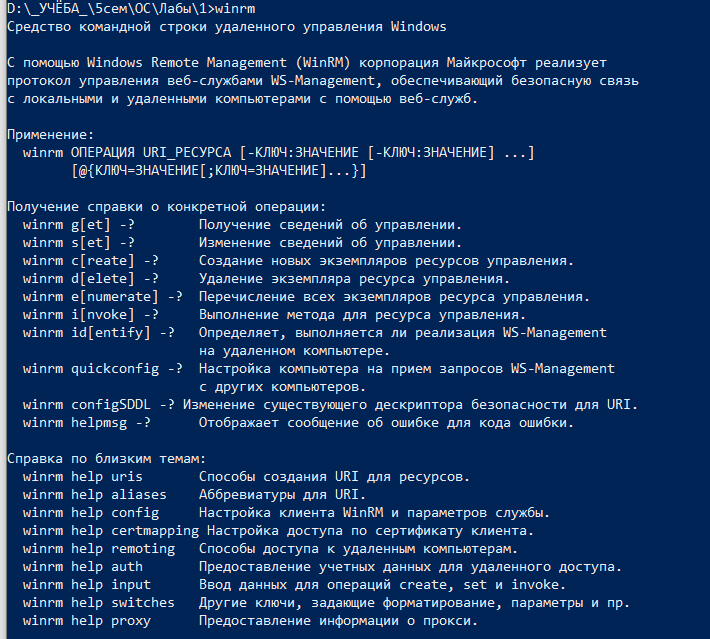 D:\_УЧЁБА_\5сем\ОС\Лабы\1>winrm
Средство командной строки удаленного управления Windows
С помощью Windows Remote Management (WinRM) корпорация Майкрософт реализует
протокол управления веб-службами WS-Management, обеспечивающий безопасную связь
с локальными и удаленными компьютерами с помощью веб-служб.
Применение:
winrm ОПЕРАЦИЯ URI_РЕСУРСА [-КЛЮЧ:ЗНАЧЕНИЕ [-КЛЮЧ:ЗНАЧЕНИЕ] ...]
[@{КЛЮЧ=ЗНАЧЕНИЕ[;КЛЮЧ=ЗНАЧЕНИЕ]...}]
Получение справки о конкретной операции:
winrm g[et] -? Получение сведений об управлении.
winrm s[et] -? Изменение сведений об управлении.
winrm c[reate] -? Создание новых экземпляров ресурсов управления.
winrm d[elete] -? Удаление экземпляра ресурса управления.
winrm e[numerate] -? Перечисление всех экземпляров ресурса управления.
winrm i[nvoke] -? Выполнение метода для ресурса управления.
winrm id[entify] -? Определяет, выполняется ли реализация WS-Management
на удаленном компьютере.
winrm quickconfig -? Настройка компьютера на прием запросов WS-Management
с других компьютеров.
winrm configSDDL -? Изменение существующего дескриптора безопасности для URI.
winrm helpmsg -? Отображает сообщение об ошибке для кода ошибки.
Справка по близким темам:
winrm help uris Способы создания URI для ресурсов.
winrm help aliases Аббревиатуры для URI.
winrm help config Настройка клиента WinRM и параметров службы.
winrm help certmapping Настройка доступа по сертификату клиента.
winrm help remoting Способы доступа к удаленным компьютерам.
winrm help auth Предоставление учетных данных для удаленного доступа.
winrm help input Ввод данных для операций create, set и invoke.
winrm help switches Другие ключи, задающие форматирование, параметры и пр.
winrm help proxy Предоставление информации о прокси.